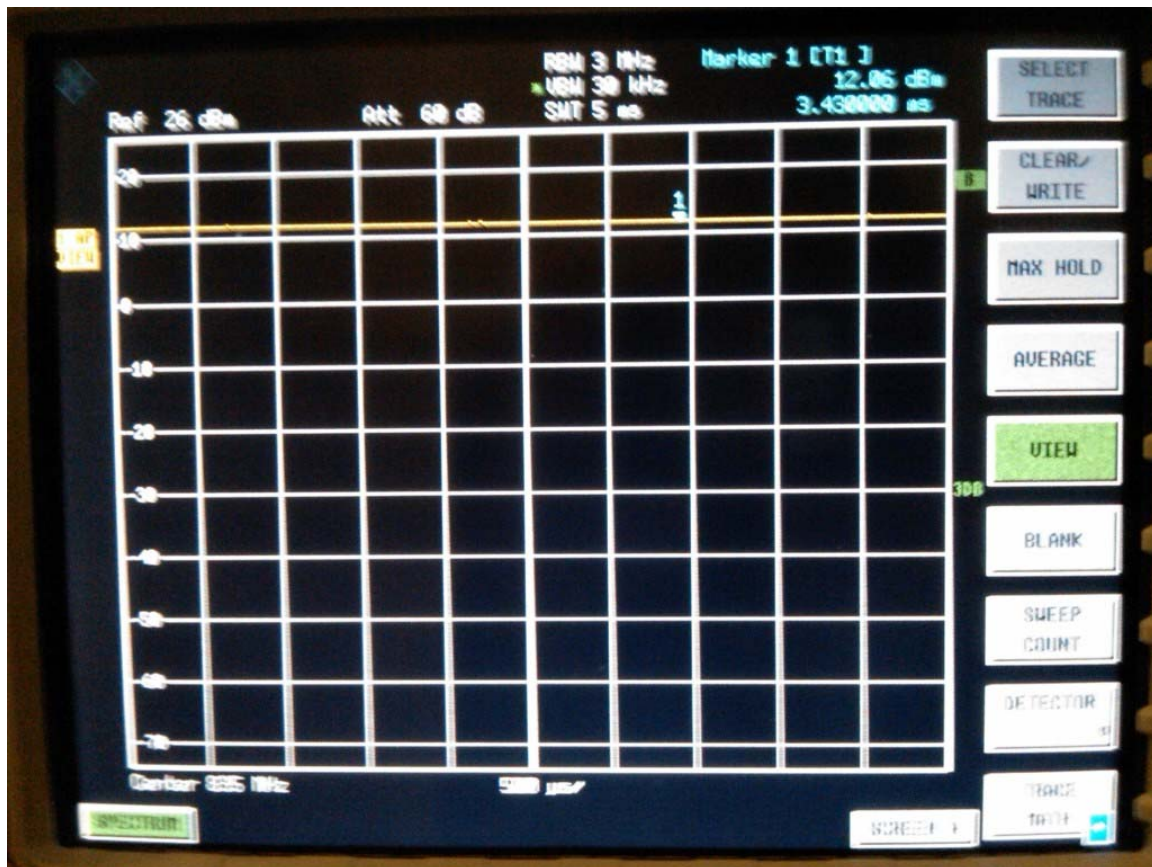 RBW 3 MHz
*VBW 30 kHz
SWT 5 ms
Marker 1 [T1 ]
12.06 dBm
3.430000 ms
Ref 26 dBm
Att 60 dB
20
10
0
-10
-20
-30
-40
-50
-60
-70
1
B
3DB
VIEW
Center
MHz
500 µs/
SPECTRUM
SCREEN
SELECT
TRACE
CLEAR/
WRITE
MAX HOLD
AVERAGE
VIEW
BLANK
SWEEP
COUNT
DETECTOR
TRACE
MATH